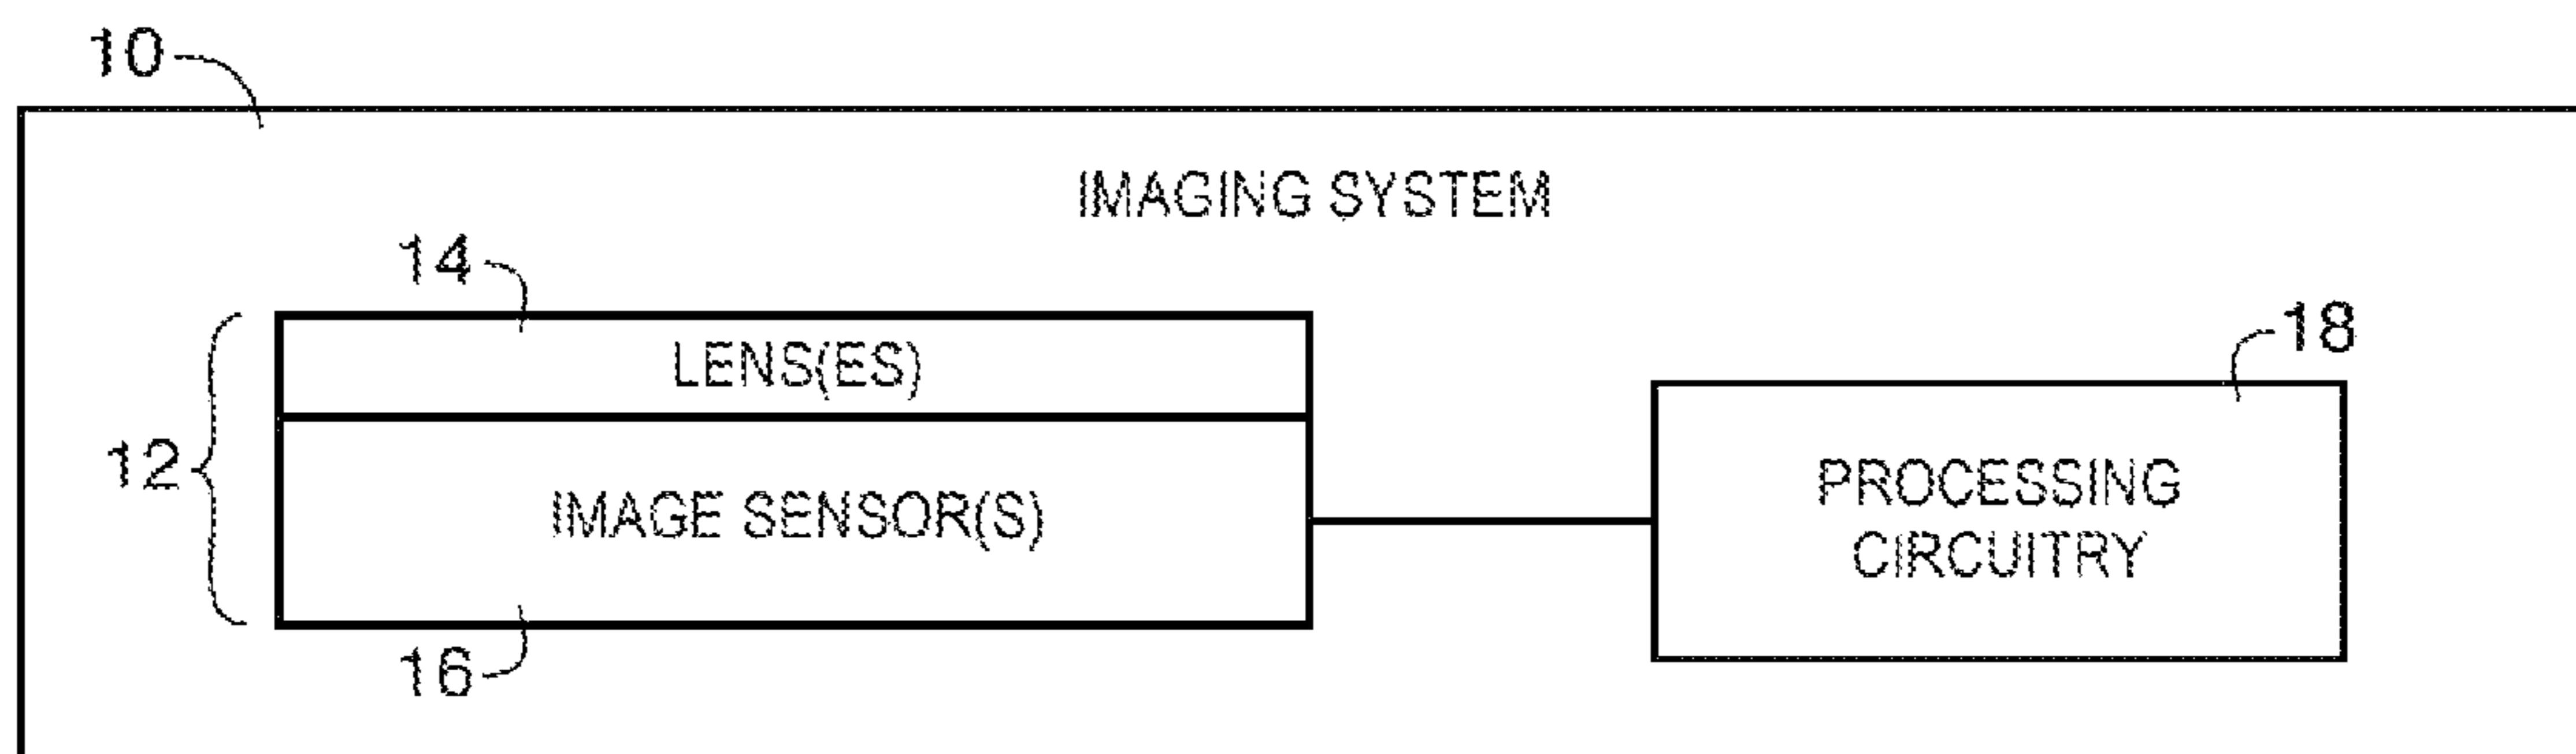 10
IMAGING SYSTEM
14
LENS(ES)
18
12
IMAGE SENSOR(S)
PROCESSING
CIRCUITRY
16